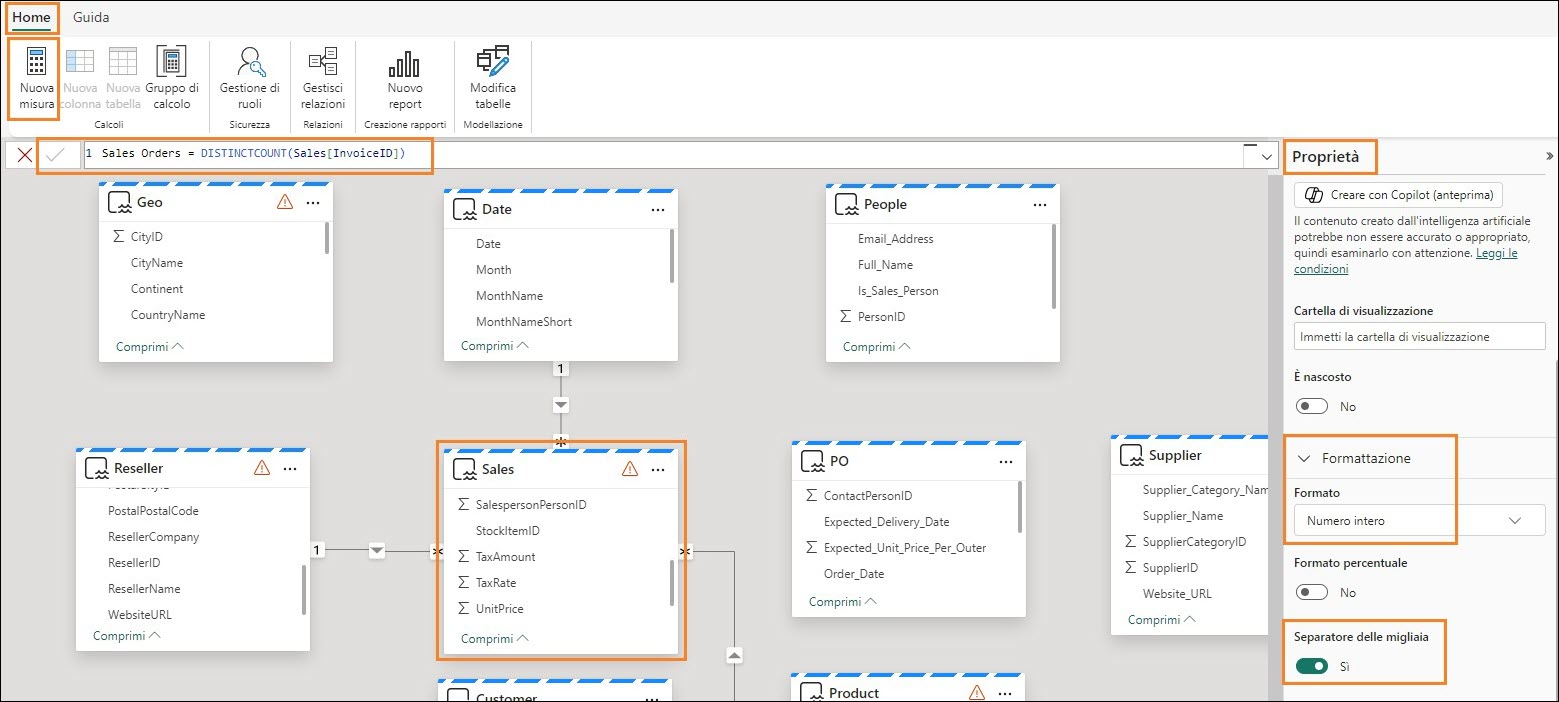 Home Guida
Nuova misura
Nuova colonna
Nuova tabella
Gruppo di calcolo
Calcoli
Gestione di ruoli
Sicurezza
Gestisci relazioni
Relazioni
Nuovo report
Creazione rapporti
Modifica tabelle
Modellazione
1 Sales Orders = DISTINCTCOUNT(Sales[InvoiceID])
Geo
Σ CityID
CityName
Continent
CountryName
Comprimi
Date
Date
Month
MonthName
MonthNameShort
Comprimi
People
Email_Address
Full_Name
Is_Sales_Person
Σ PersonID
Comprimi
1
*
Reseller
PostalCityID
PostalPostalCode
ResellerCompany
ResellerID
ResellerName
WebsiteURL
Comprimi
1
*
Sales
Σ SalespersonPersonID
StockItemID
Σ TaxAmount
Σ TaxRate
Σ UnitPrice
Comprimi
*
PO
Σ ContactPersonID
Expected_Delivery_Date
Σ Expected_Unit_Price_Per_Outer
Order_Date
Comprimi
Supplier
Supplier_Category_Nam
Supplier_Name
Σ SupplierCategoryID
Σ SupplierID
Website_URL
Comprimi
Customer
Product
Proprietà
Creare con Copilot (anteprima)
Il contenuto creato dall'intelligenza artificiale
potrebbe non essere accurato o appropriato,
quindi esaminarlo con attenzione. Leggi le
condizioni
Cartella di visualizzazione
Immetti la cartella di visualizzazione
È nascosto
No
Formattazione
Formato
Numero intero
Formato percentuale
No
Separatore delle migliaia
Sì